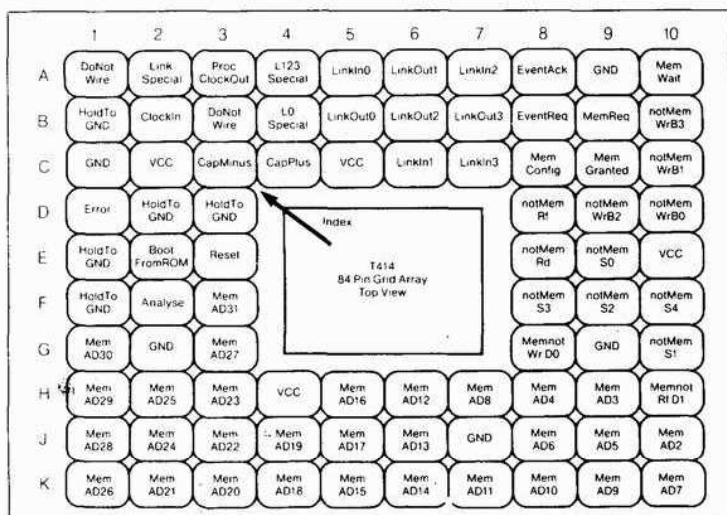 1 2 3 4 5 6 7 8 9 10
A DoNot Wire Link Special Proc ClockOut L123 Special LinkIn0 LinkOut1 LinkIn2 EventAck GND Mem Wait
B HoldTo GND ClockIn DoNot Wire L0 Special LinkOut0 LinkOut2 LinkOut3 EventReq MemReq notMem WrB3
C GND VCC CapMinus CapPlus VCC LinkIn1 LinkIn3 Mem Config Mem Granted notMem WrB1
D Error HoldTo GND HoldTo GND notMem Rf notMem WrB2 notMem WrB0
Index
E HoldTo GND Boot FromROM Reset notMem Rd notMem S0 VCC
T414
84 Pin Grid Array
Top View
F HoldTo GND Analyse Mem AD31 notMem S3 notMem S2 notMem S4
G Mem AD30 GND Mem AD27 Memnot Wr D0 GND notMem S1
H Mem AD29 Mem AD25 Mem AD23 VCC Mem AD16 Mem AD12 Mem AD8 Mem AD4 Mem AD3 Memnot Rf D1
J Mem AD28 Mem AD24 Mem AD22 Mem AD19 Mem AD17 Mem AD13 GND Mem AD6 Mem AD5 Mem AD2
K Mem AD26 Mem AD21 Mem AD20 Mem AD18 Mem AD15 Mem AD14 Mem AD11 Mem AD10 Mem AD9 Mem AD7